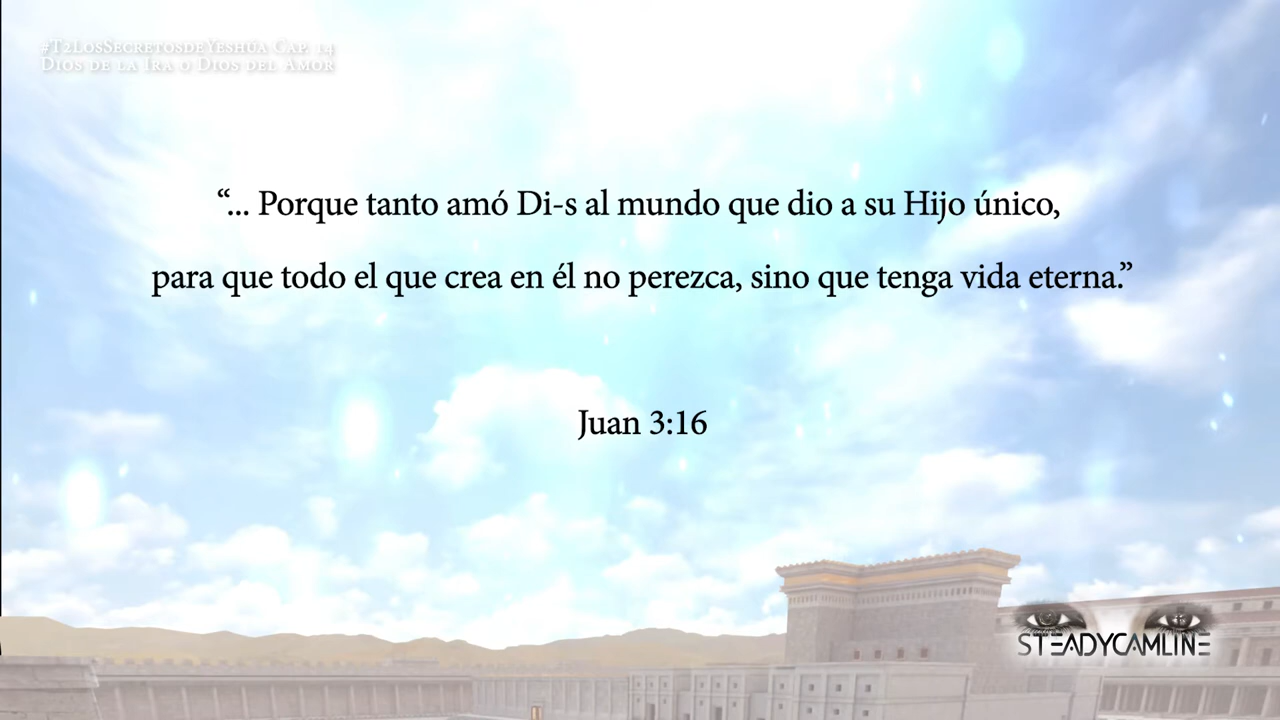 #T2LosSecretosdeYeshúa Cap. 14
Dios de la Ira o Dios del Amor
“... Porque tanto amó Di-s al mundo que dio a su Hijo único,
para que todo el que crea en él no perezca, sino que tenga vida eterna.”
Juan 3:16
STEADYCAMLINE